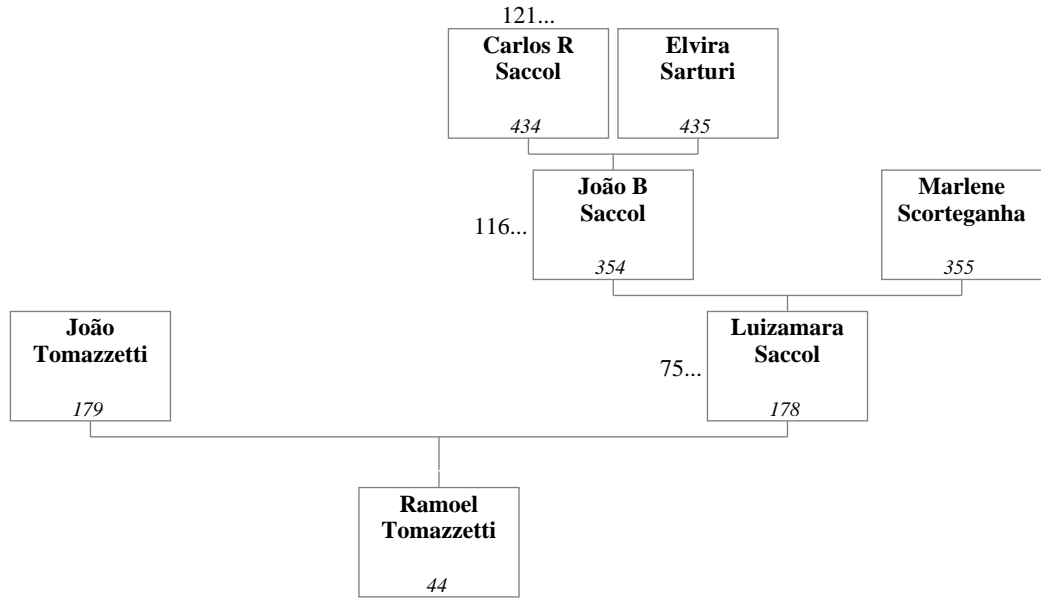 121...
Carlos R
Saccol
434
Elvira
Sarturi
435
116...
João B
Saccol
354
Marlene
Scorteganha
355
João
Tomazzetti
179
75...
Luizamara
Saccol
178
Ramoel
Tomazzetti
44